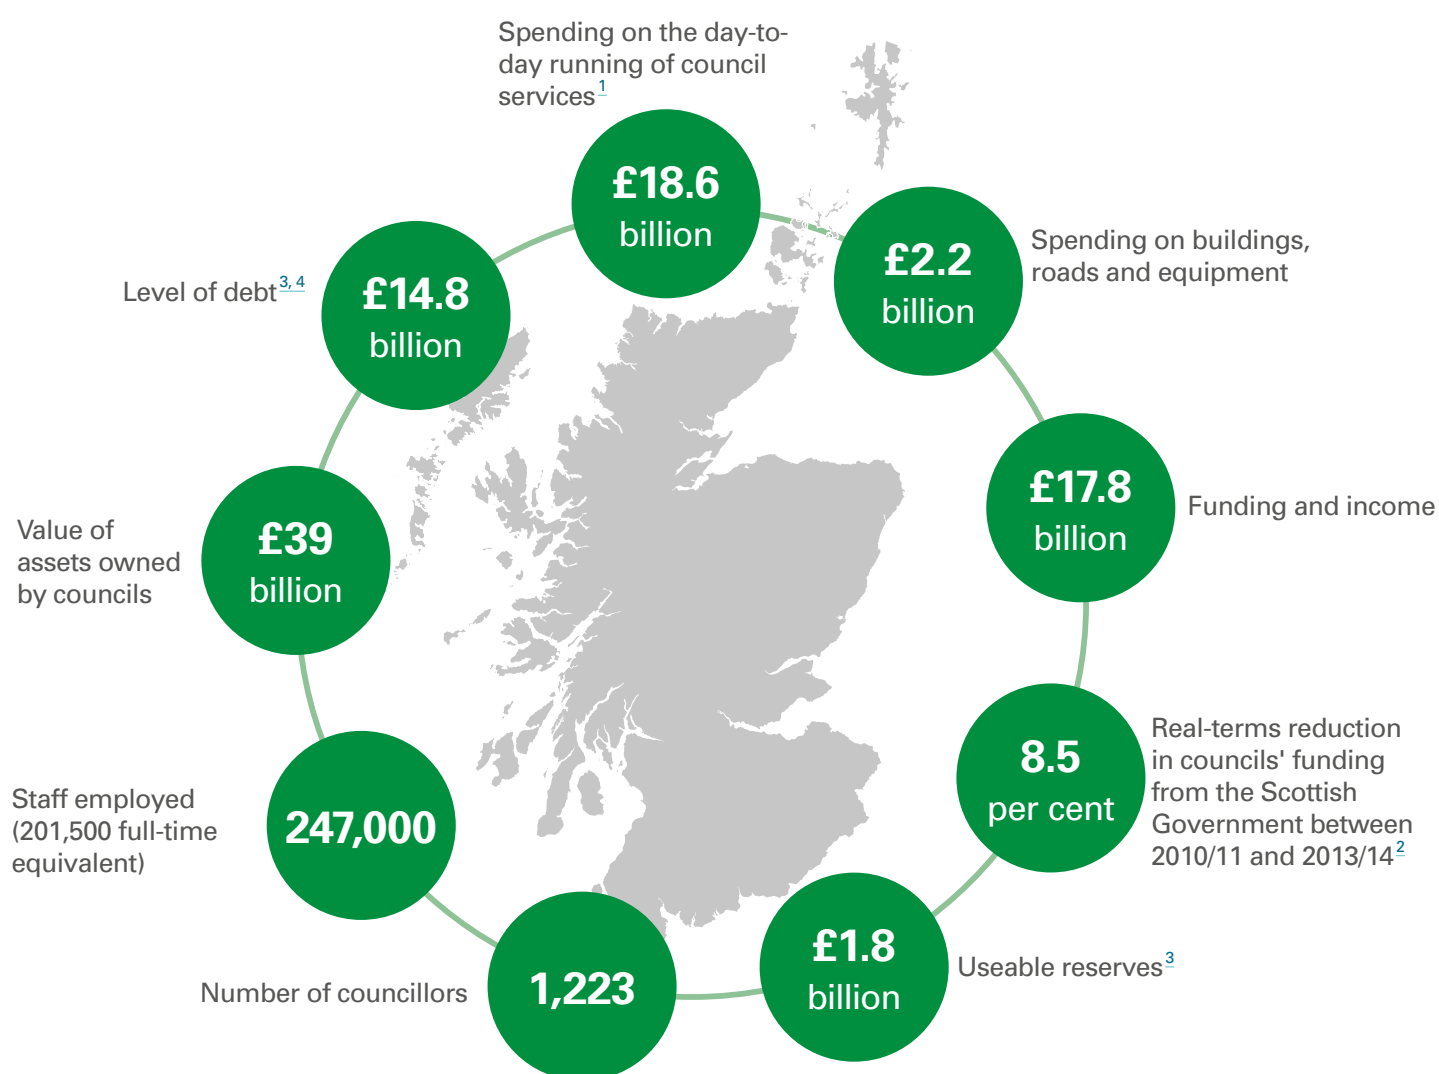 Spending on the day-to-
day running of council
services1
£18.6
billion
£2.2
billion
Spending on buildings,
roads and equipment
£17.8
billion
Funding and income
8.5
per cent
Real-terms reduction
in councils' funding
from the Scottish
Government between
2010/11 and 2013/142
£1.8
billion
Useable reserves3
1,223
Number of councillors
247,000
Staff employed
(201,500 full-time
equivalent)
£39
billion
Value of
assets owned
by councils
£14.8
billion
Level of debt3, 4